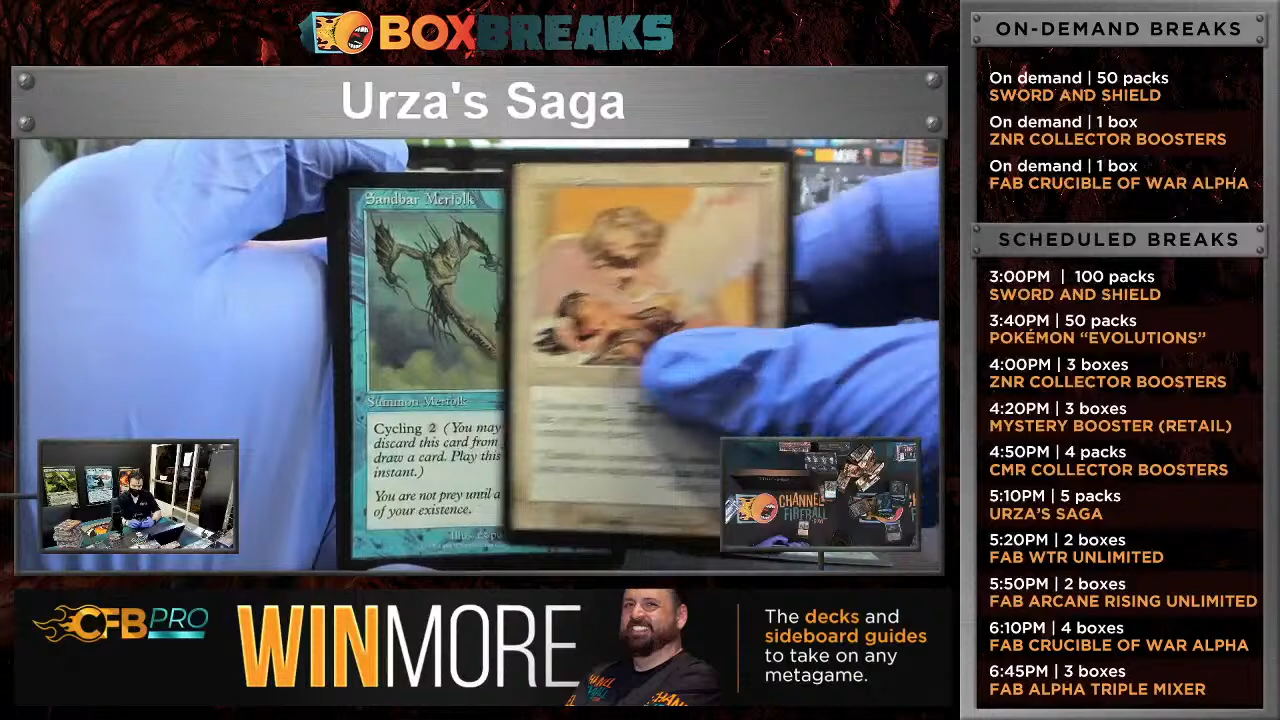 BOXBREAKS
Urza's Saga
Sandbar Merfolk
Summon Merfolk
Cycling 2 (You may
discard this card from
draw a card. Play this
instant.)
You are not prey until a
of your existence.
CHANNEL
FIREBALL
CFBPRO
WINMORE
The decks and
sideboard guides
to take on any
metagame.
ON-DEMAND BREAKS
On demand | 50 packs
SWORD AND SHIELD
On demand | 1 box
ZNR COLLECTOR BOOSTERS
On demand | 1 box
FAB CRUCIBLE OF WAR ALPHA
SCHEDULED BREAKS
3:00PM | 100 packs
SWORD AND SHIELD
3:40PM | 50 packs
POKÉMON “EVOLUTIONS”
4:00PM | 3 boxes
ZNR COLLECTOR BOOSTERS
4:20PM | 3 boxes
MYSTERY BOOSTER (RETAIL)
4:50PM | 4 packs
CMR COLLECTOR BOOSTERS
5:10PM | 5 packs
URZA’S SAGA
5:20PM | 2 boxes
FAB WTR UNLIMITED
5:50PM | 2 boxes
FAB ARCANE RISING UNLIMITED
6:10PM | 4 boxes
FAB CRUCIBLE OF WAR ALPHA
6:45PM | 3 boxes
FAB ALPHA TRIPLE MIXER